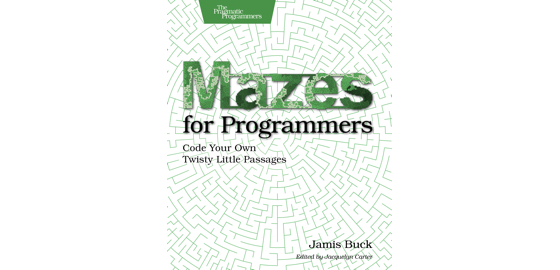 The
Pragmatic
Programmers
Mazes
for Programmers
Code Your Own
Twisty Little Passages
Jamis Buck
Edited by Jacquelyn Carter